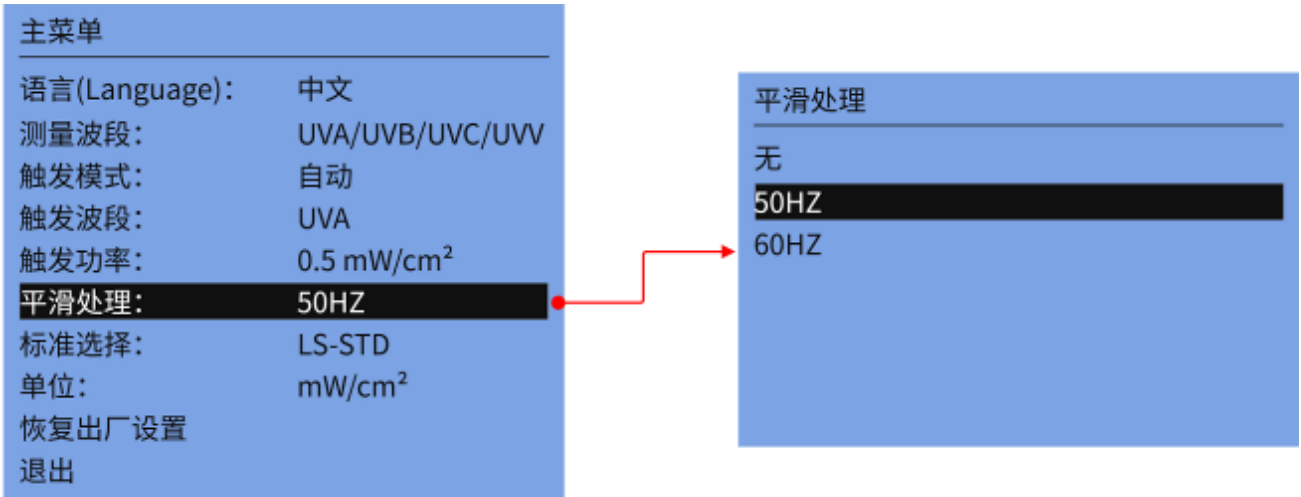 主菜单
语言(Language)： 中文
测量波段： UVA/UVB/UVC/UVV
触发模式： 自动
触发波段： UVA
触发功率： 0.5 mW/cm²
平滑处理： 50HZ
标准选择： LS-STD
单位： mW/cm²
恢复出厂设置
退出
平滑处理
无
50HZ
60HZ